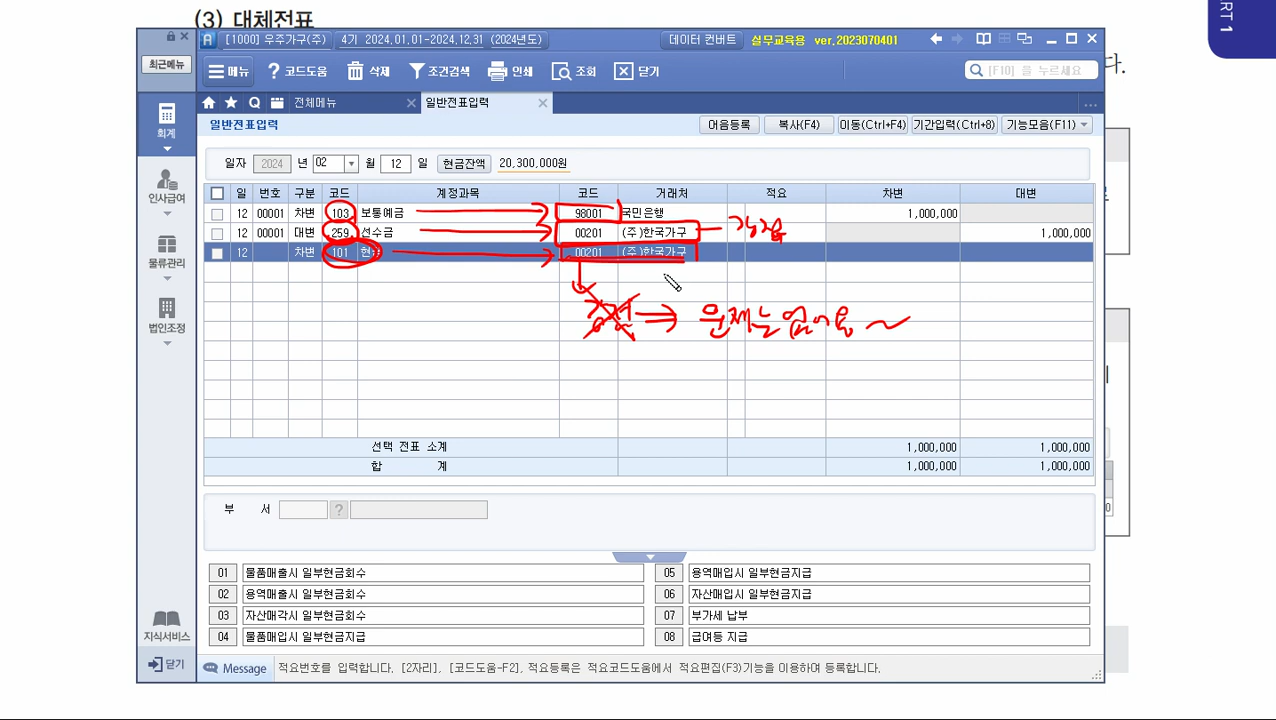 (3) 대체전표
RT 1
다.
[1000] 우주가구(주) 4기 2024.01.01~2024.12.31 (2024년도) 데이터 컨버트 실무교육용 ver.2023070401
최근메뉴
메뉴 코드도움 삭제 조건검색 인쇄 조회 닫기 [F10] 을 누르세요
전체메뉴 일반전표입력
회계
인사급여
물류관리
법인조정
지식서비스
닫기
일반전표입력 어음등록 복사(F4) 이동(Ctrl+F4) 기간입력(Ctrl+8) 기능모음(F11)
일자 2024 년 02 월 12 일 현금잔액 20,300,000원
일 번호 구분 코드 계정과목 코드 거래처 적요 차변 대변
12 00001 차변 103 보통예금 98001 국민은행 1,000,000
12 00001 대변 259 선수금 00201 (주)한국가구 1,000,000
12 차변 101 현금 00201 (주)한국가구
문제는 없어요~
선택 전표 소계 1,000,000 1,000,000
합 계 1,000,000 1,000,000
부 서 ?
01 물품매출시 일부현금회수 05 용역매입시 일부현금지급
02 용역매출시 일부현금회수 06 자산매입시 일부현금지급
03 자산매각시 일부현금회수 07 부가세 납부
04 물품매입시 일부현금지급 08 급여등 지급
Message 적요번호를 입력합니다. [2자리], [코드도움-F2], 적요등록은 적요코드도움에서 적요편집(F3)기능을 이용하여 등록합니다.